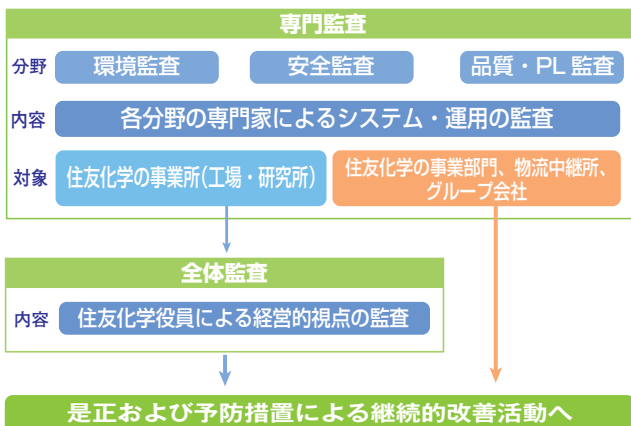 専門監査
分野 環境監査 安全監査 品質・PL 監査
内容 各分野の専門家によるシステム・運用の監査
対象 住友化学の事業所(工場・研究所) 住友化学の事業部門、物流中継所、
グループ会社
全体監査
内容 住友化学役員による経営的視点の監査
是正および予防措置による継続的改善活動へ